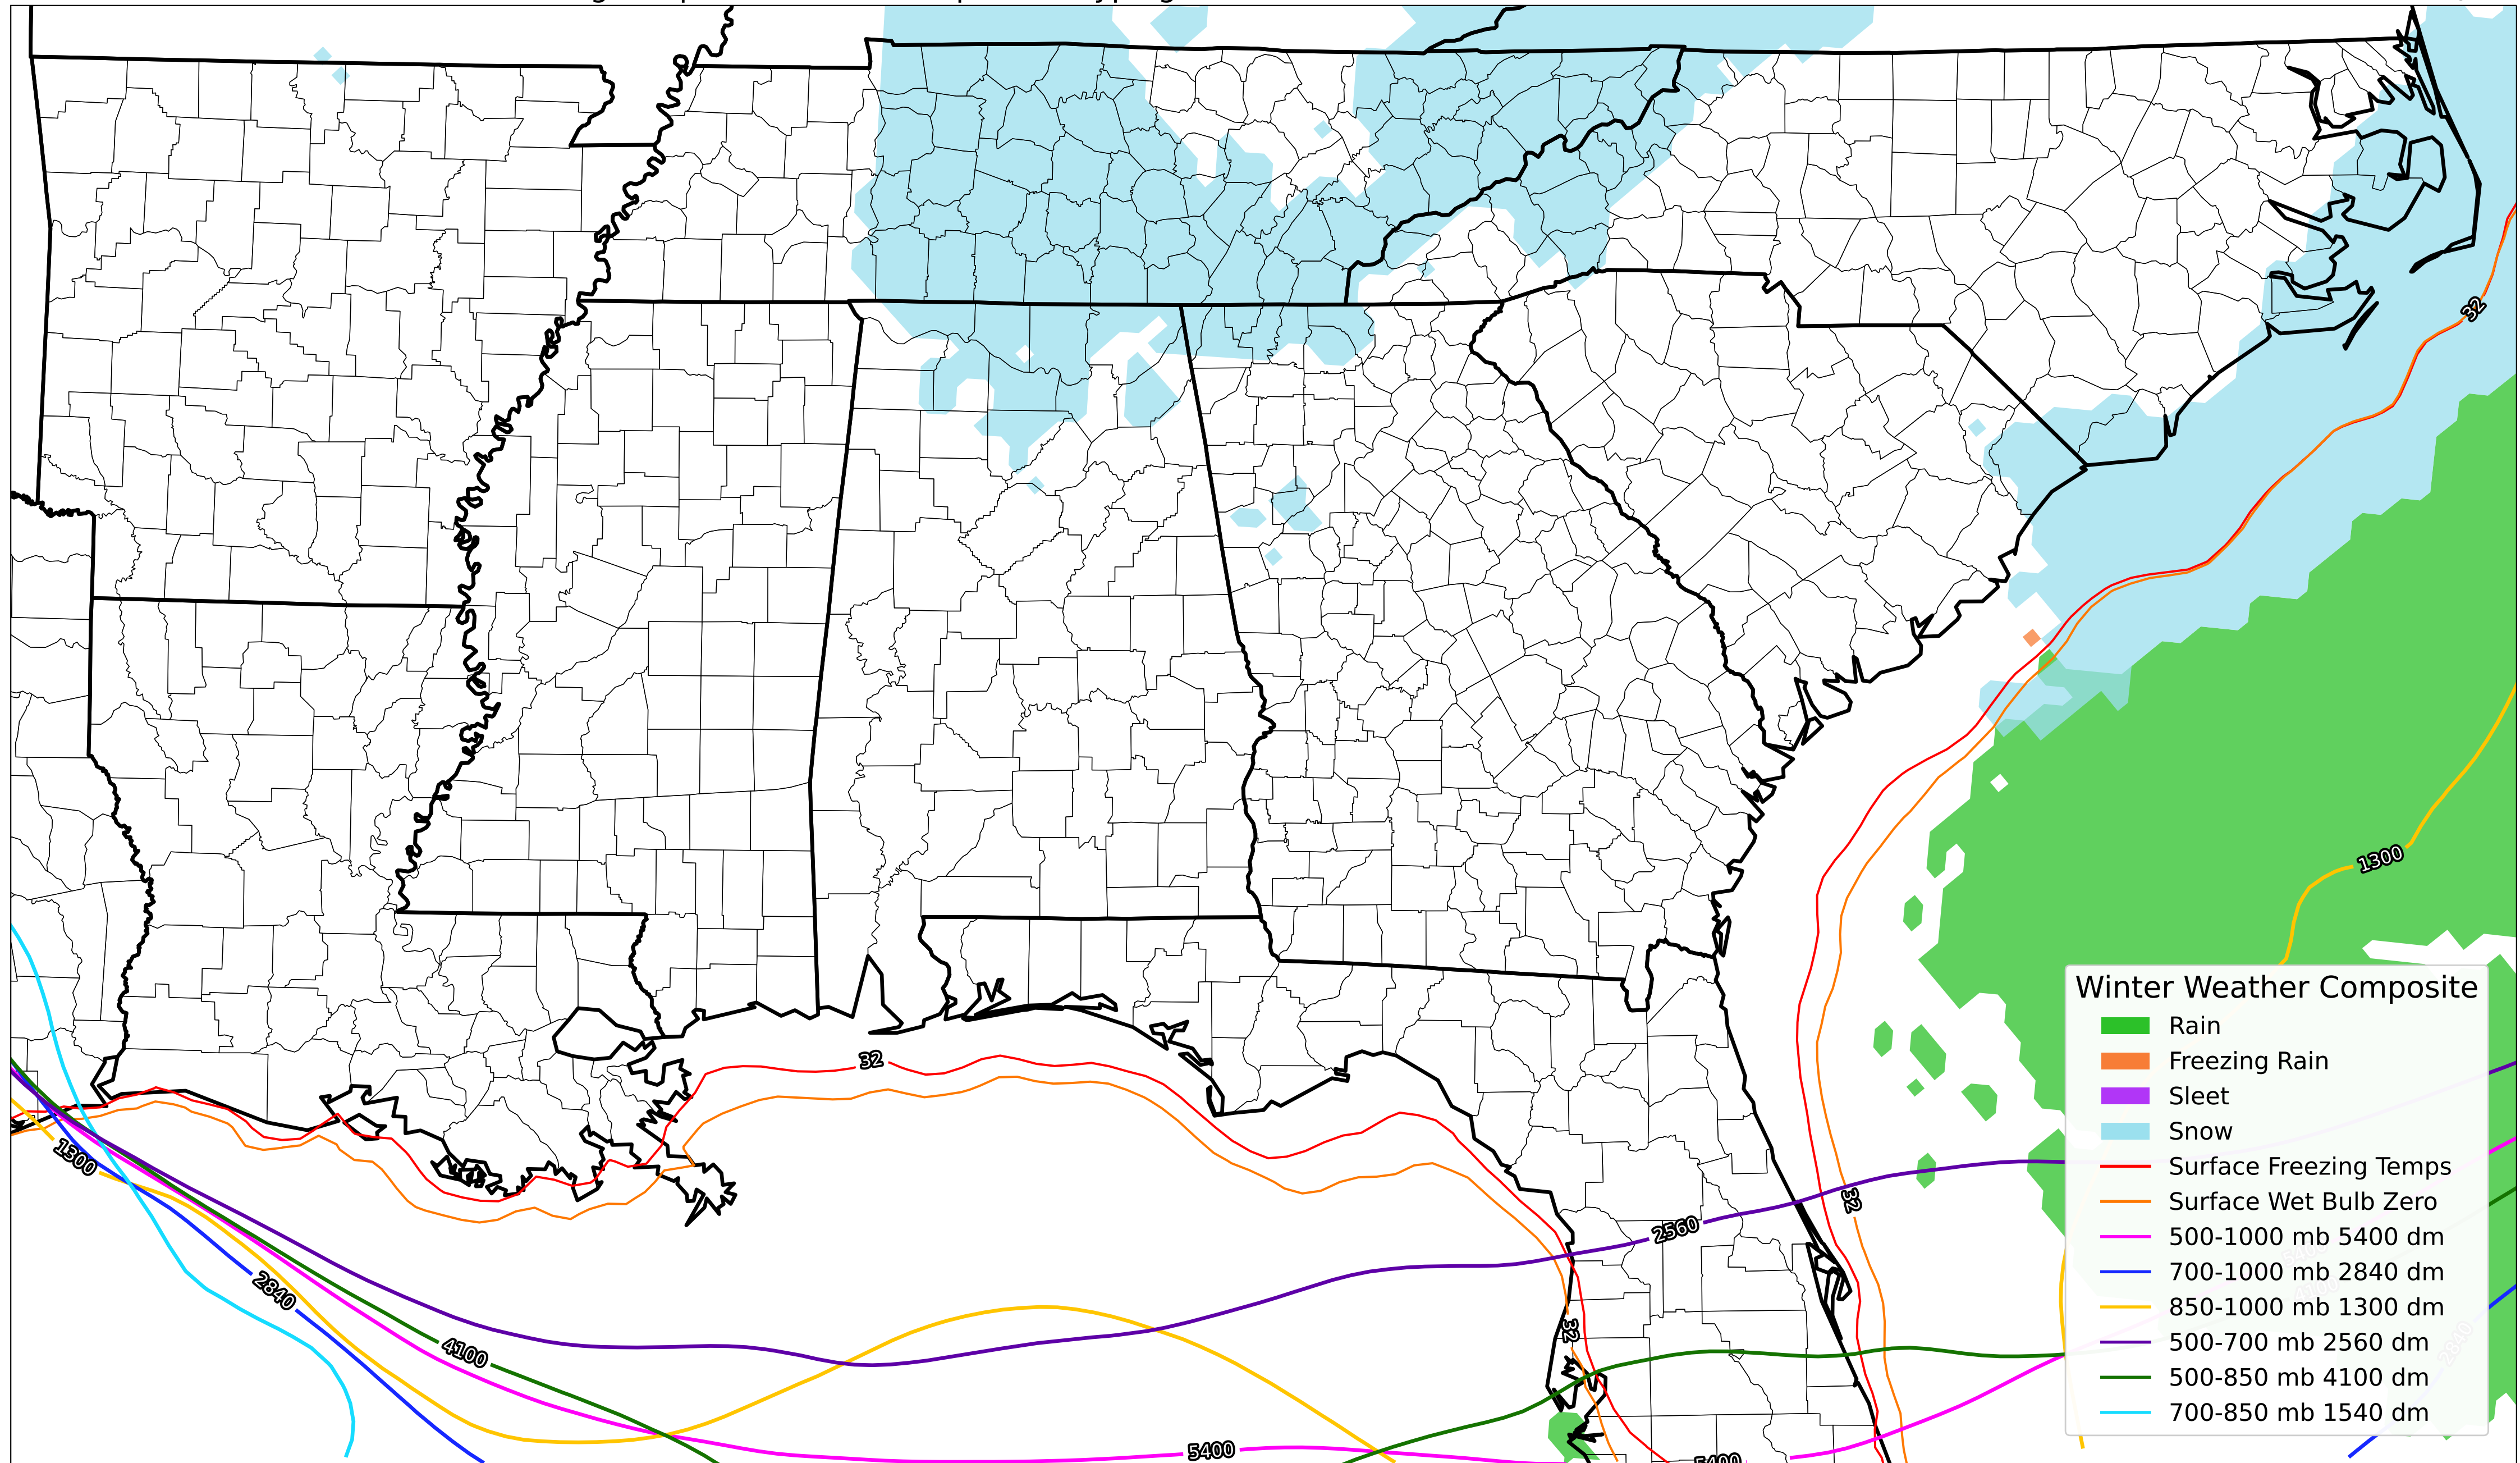 32
32
1300
1300
2560
32
2840
32
4100
5400
5400
Winter Weather Composite
Rain
Freezing Rain
Sleet
Snow
Surface Freezing Temps
Surface Wet Bulb Zero
500-1000 mb 5400 dm
700-1000 mb 2840 dm
850-1000 mb 1300 dm
500-700 mb 2560 dm
500-850 mb 4100 dm
700-850 mb 1540 dm